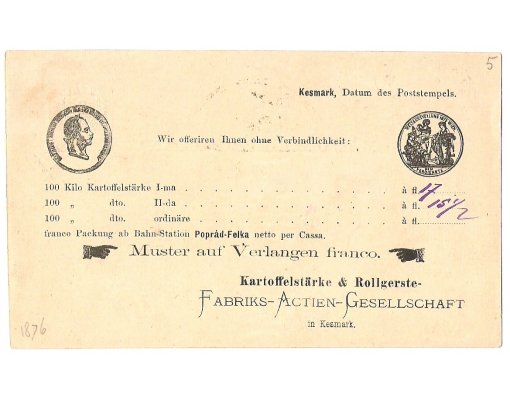 5
Kesmark, Datum des Poststempels.
Wir offeriren Ihnen ohne Verbindlichkeit:
100 Kilo Kartoffelstärke I-ma . . . . . . . . . . . . à fl. 17
100 „ dto. II-da . . . . . . . . . . . . à fl. 15 1/2
100 „ dto. ordinäre . . . . . . . . . . . . à fl.
franco Packung ab Bahn-Station Poprád-Felka netto per Cassa.
Muster auf Verlangen franco.
Kartoffelstärke & Rollgerste-
FABRIKS-ACTIEN-GESELLSCHAFT
in Kesmark.
1876